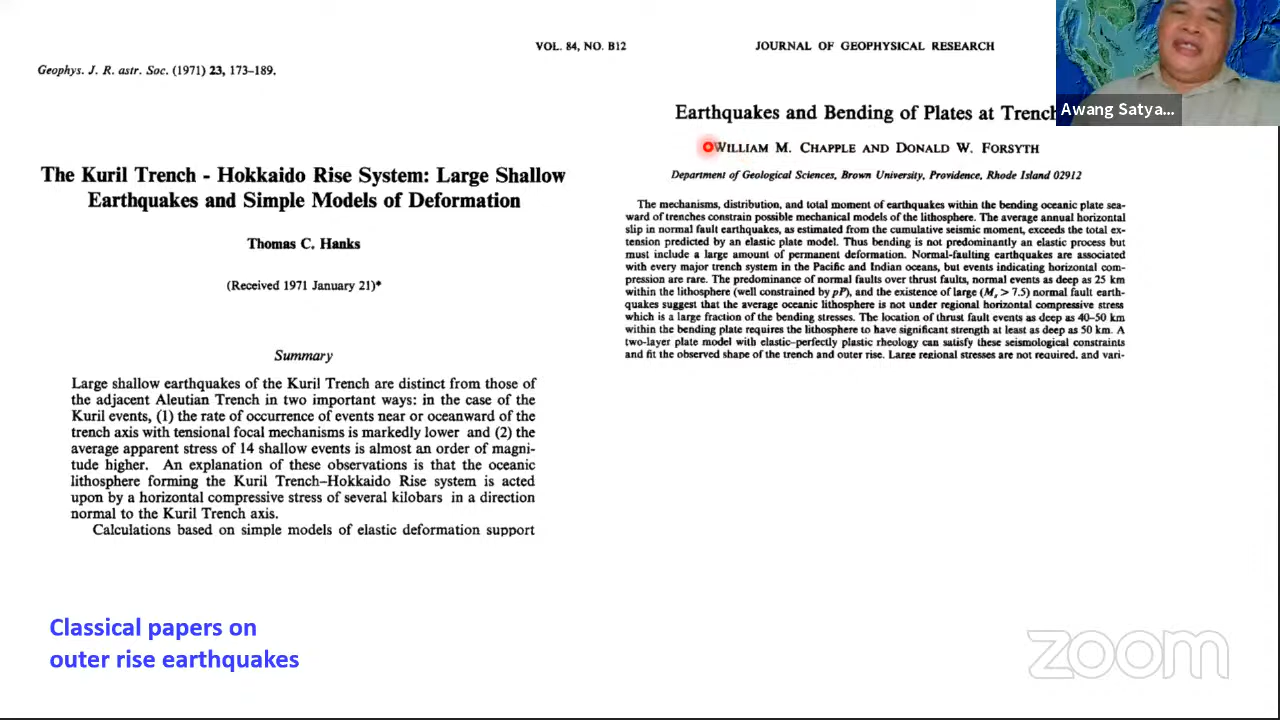 Geophys. J. R. astr. Soc. (1971) 23, 173–189.
The Kuril Trench - Hokkaido Rise System: Large Shallow
Earthquakes and Simple Models of Deformation
Thomas C. Hanks
(Received 1971 January 21)*
Summary
Large shallow earthquakes of the Kuril Trench are distinct from those of
the adjacent Aleutian Trench in two important ways: in the case of the
Kuril events, (1) the rate of occurrence of events near or oceanward of the
trench axis with tensional focal mechanisms is markedly lower and (2) the
average apparent stress of 14 shallow events is almost an order of magni-
tude higher. An explanation of these observations is that the oceanic
lithosphere forming the Kuril Trench–Hokkaido Rise system is acted
upon by a horizontal compressive stress of several kilobars in a direction
normal to the Kuril Trench axis.
Calculations based on simple models of elastic deformation support
VOL. 84, NO. B12
JOURNAL OF GEOPHYSICAL RESEARCH
Earthquakes and Bending of Plates at Trench
WILLIAM M. CHAPPLE AND DONALD W. FORSYTH
Department of Geological Sciences, Brown University, Providence, Rhode Island 02912
The mechanisms, distribution, and total moment of earthquakes within the bending oceanic plate sea-
ward of trenches constrain possible mechanical models of the lithosphere. The average annual horizontal
slip in normal fault earthquakes, as estimated from the cumulative seismic moment, exceeds the total ex-
tension predicted by an elastic plate model. Thus bending is not predominantly an elastic process but
must include a large amount of permanent deformation. Normal-faulting earthquakes are associated
with every major trench system in the Pacific and Indian oceans, but events indicating horizontal com-
pression are rare. The predominance of normal faults over thrust faults, normal events as deep as 25 km
within the lithosphere (well constrained by pP), and the existence of large (Ms > 7.5) normal fault earth-
quakes suggest that the average oceanic lithosphere is not under regional horizontal compressive stress
which is a large fraction of the bending stresses. The location of thrust fault events as deep as 40–50 km
within the bending plate requires the lithosphere to have significant strength at least as deep as 50 km. A
two-layer plate model with elastic-perfectly plastic rheology can satisfy these seismological constraints
and fit the observed shape of the trench and outer rise. Large regional stresses are not required, and vari-
Awang Satya...
Classical papers on
outer rise earthquakes
zoom